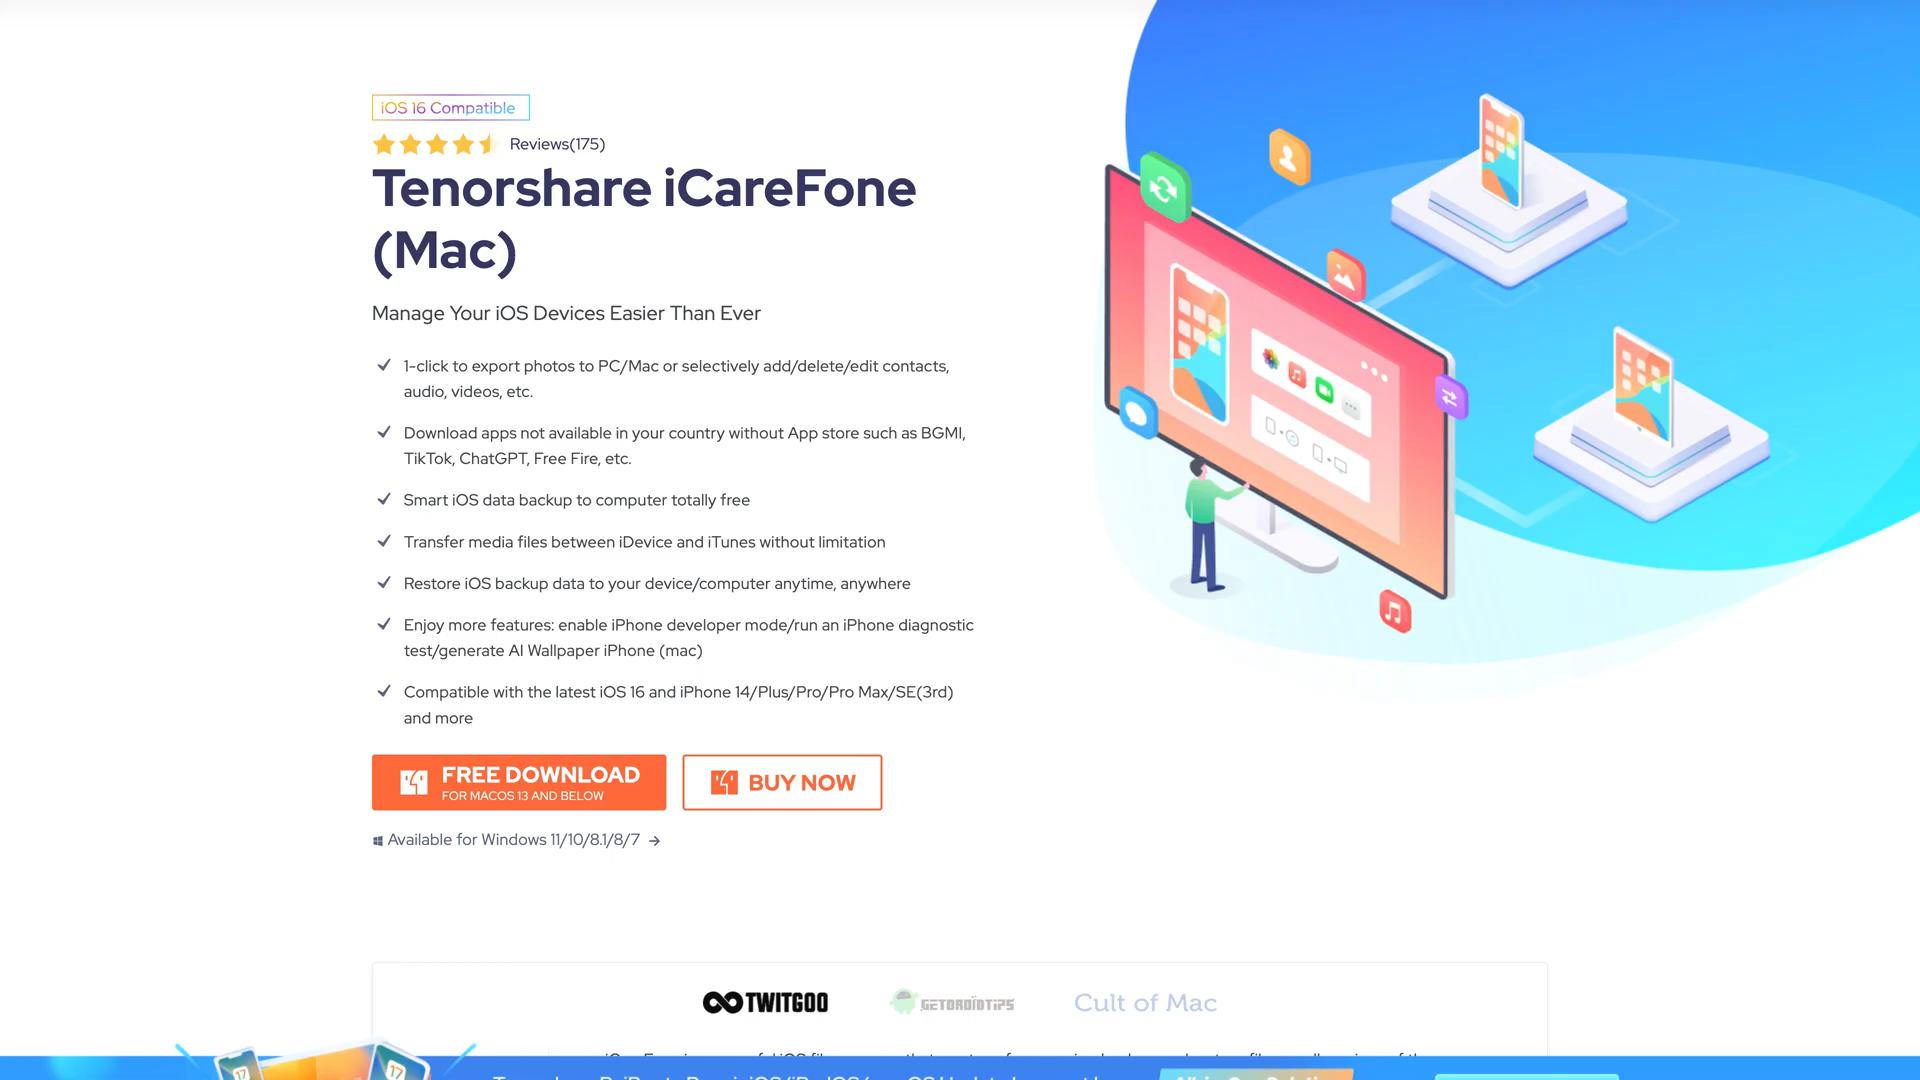 iOS 16 Compatible
Reviews(175)
Tenorshare iCareFone
(Mac)
Manage Your iOS Devices Easier Than Ever
1-click to export photos to PC/Mac or selectively add/delete/edit contacts,
audio, videos, etc.
Download apps not available in your country without App store such as BGMI,
TikTok, ChatGPT, Free Fire, etc.
Smart iOS data backup to computer totally free
Transfer media files between iDevice and iTunes without limitation
Restore iOS backup data to your device/computer anytime, anywhere
Enjoy more features: enable iPhone developer mode/run an iPhone diagnostic
test/generate AI Wallpaper iPhone (mac)
Compatible with the latest iOS 16 and iPhone 14/Plus/Pro/Pro Max/SE(3rd)
and more
FREE DOWNLOAD
FOR MACOS 13 AND BELOW
BUY NOW
Available for Windows 11/10/8.1/8/7
TWITGOO
GETDROIDTIPS
Cult of Mac
17
17